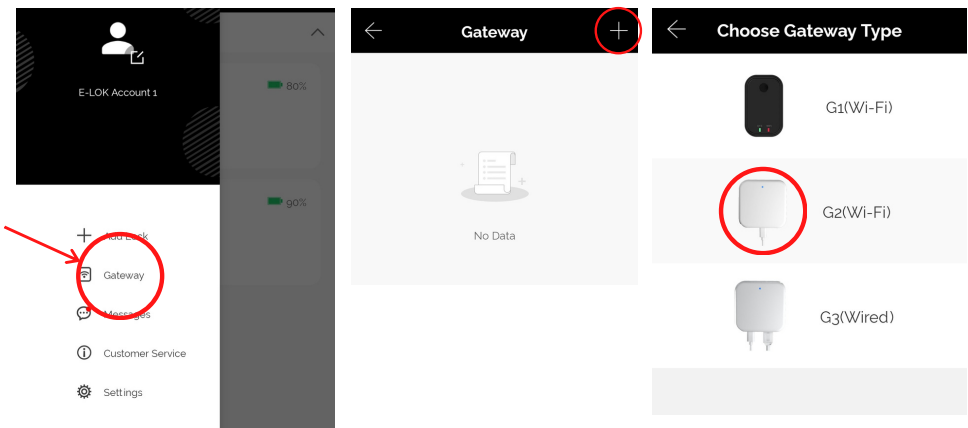 E-LOK Account 1
80%
90%
Add Lock
Gateway
Messages
Customer Service
Settings
Gateway
No Data
Choose Gateway Type
G1(Wi-Fi)
G2(Wi-Fi)
G3(Wired)